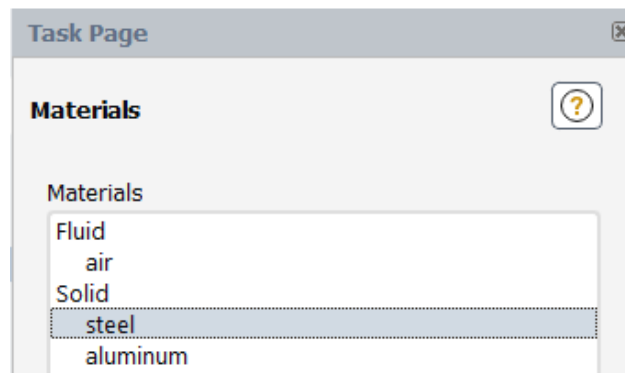 Task Page
Materials
Materials
Fluid
air
Solid
steel
aluminum